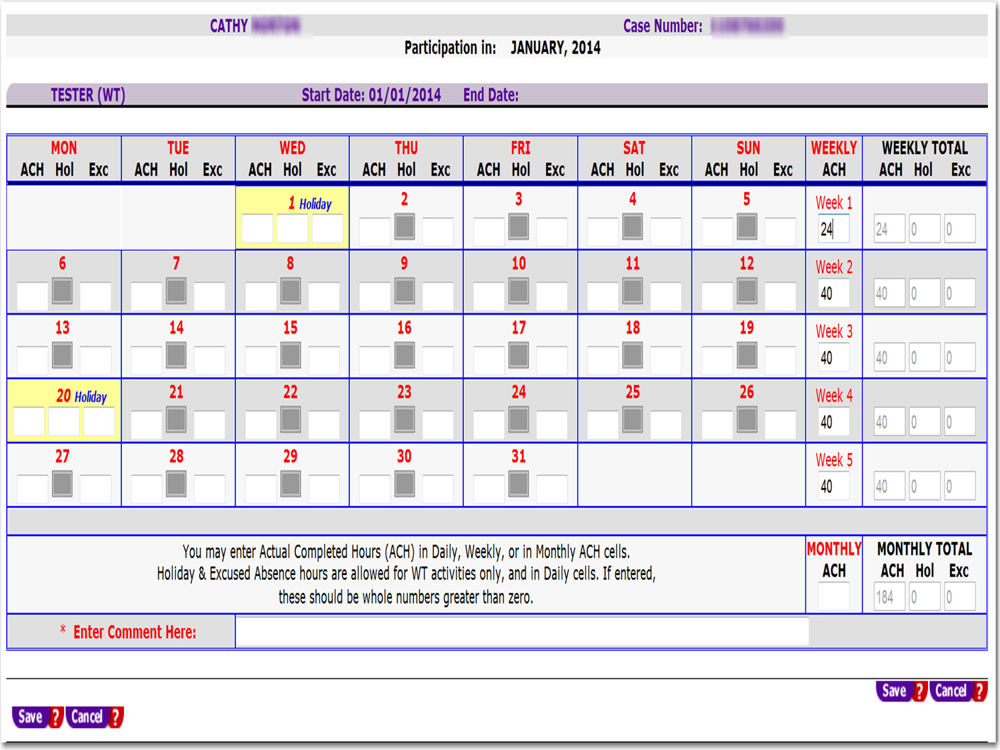 CATHY Case Number:
Participation in: JANUARY, 2014
TESTER (WT) Start Date: 01/01/2014 End Date:
MON TUE WED THU FRI SAT SUN WEEKLY WEEKLY TOTAL
ACH Hol Exc ACH Hol Exc ACH Hol Exc ACH Hol Exc ACH Hol Exc ACH Hol Exc ACH Hol Exc ACH ACH Hol Exc
1 Holiday 2 3 4 5 Week 1
24 24 0 0
6 7 8 9 10 11 12 Week 2
40 40 0 0
13 14 15 16 17 18 19 Week 3
40 40 0 0
20 Holiday 21 22 23 24 25 26 Week 4
40 40 0 0
27 28 29 30 31 Week 5
40 40 0 0
You may enter Actual Completed Hours (ACH) in Daily, Weekly, or in Monthly ACH cells.
Holiday & Excused Absence hours are allowed for WT activities only, and in Daily cells. If entered,
these should be whole numbers greater than zero.
MONTHLY MONTHLY TOTAL
ACH ACH Hol Exc
184 0 0
* Enter Comment Here:
Save ? Cancel ?
Save ? Cancel ?